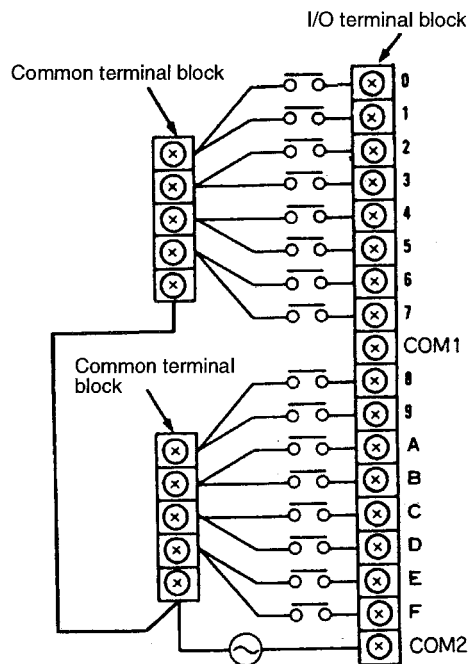 I/O terminal block
Common terminal block
0
1
2
3
4
5
6
7
COM1
Common terminal
block
8
9
A
B
C
D
E
F
COM2